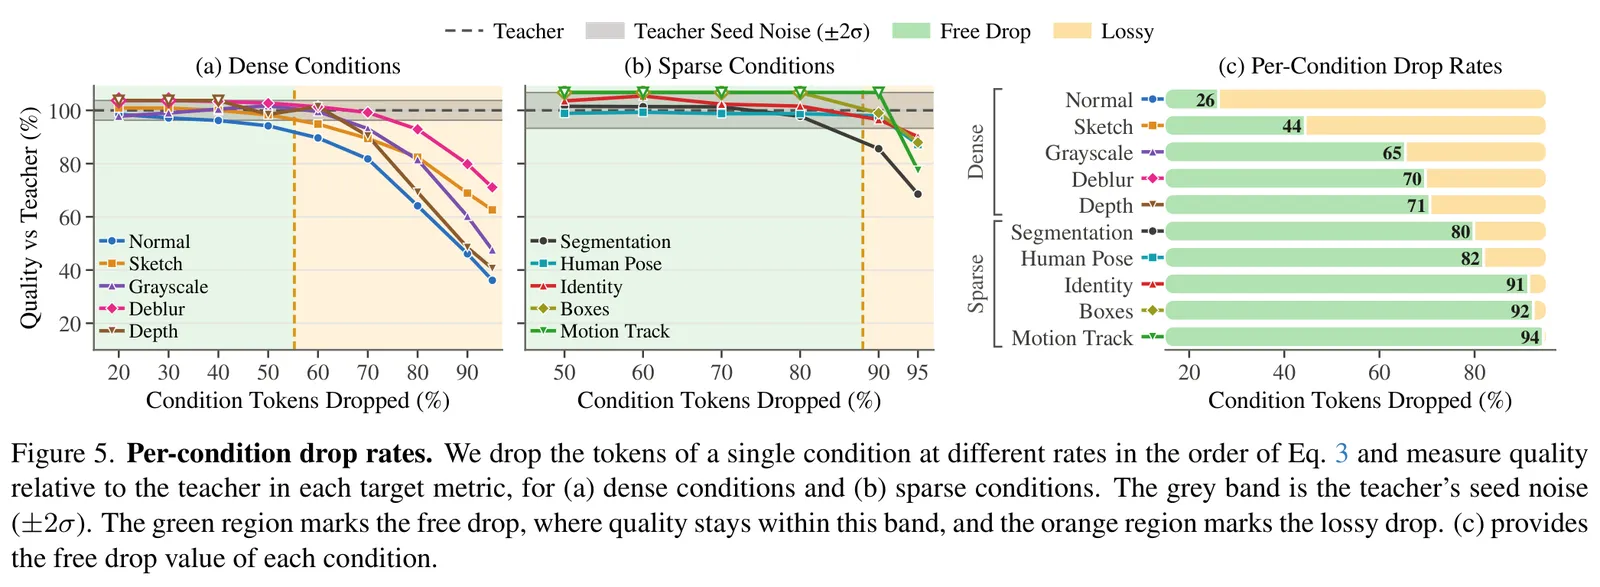 Teacher
Teacher Seed Noise (±2σ)
Free Drop
Lossy
(a) Dense Conditions
Quality vs Teacher (%)
100
80
60
40
20
Normal
Sketch
Grayscale
Deblur
Depth
20 30 40 50 60 70 80 90
Condition Tokens Dropped (%)
(b) Sparse Conditions
Segmentation
Human Pose
Identity
Boxes
Motion Track
50 60 70 80 90 95
Condition Tokens Dropped (%)
(c) Per-Condition Drop Rates
Dense
Normal 26
Sketch 44
Grayscale 65
Deblur 70
Depth 71
Sparse
Segmentation 80
Human Pose 82
Identity 91
Boxes 92
Motion Track 94
20 40 60 80
Condition Tokens Dropped (%)
Figure 5. Per-condition drop rates. We drop the tokens of a single condition at different rates in the order of Eq. 3 and measure quality
relative to the teacher in each target metric, for (a) dense conditions and (b) sparse conditions. The grey band is the teacher's seed noise
(±2σ). The green region marks the free drop, where quality stays within this band, and the orange region marks the lossy drop. (c) provides
the free drop value of each condition.